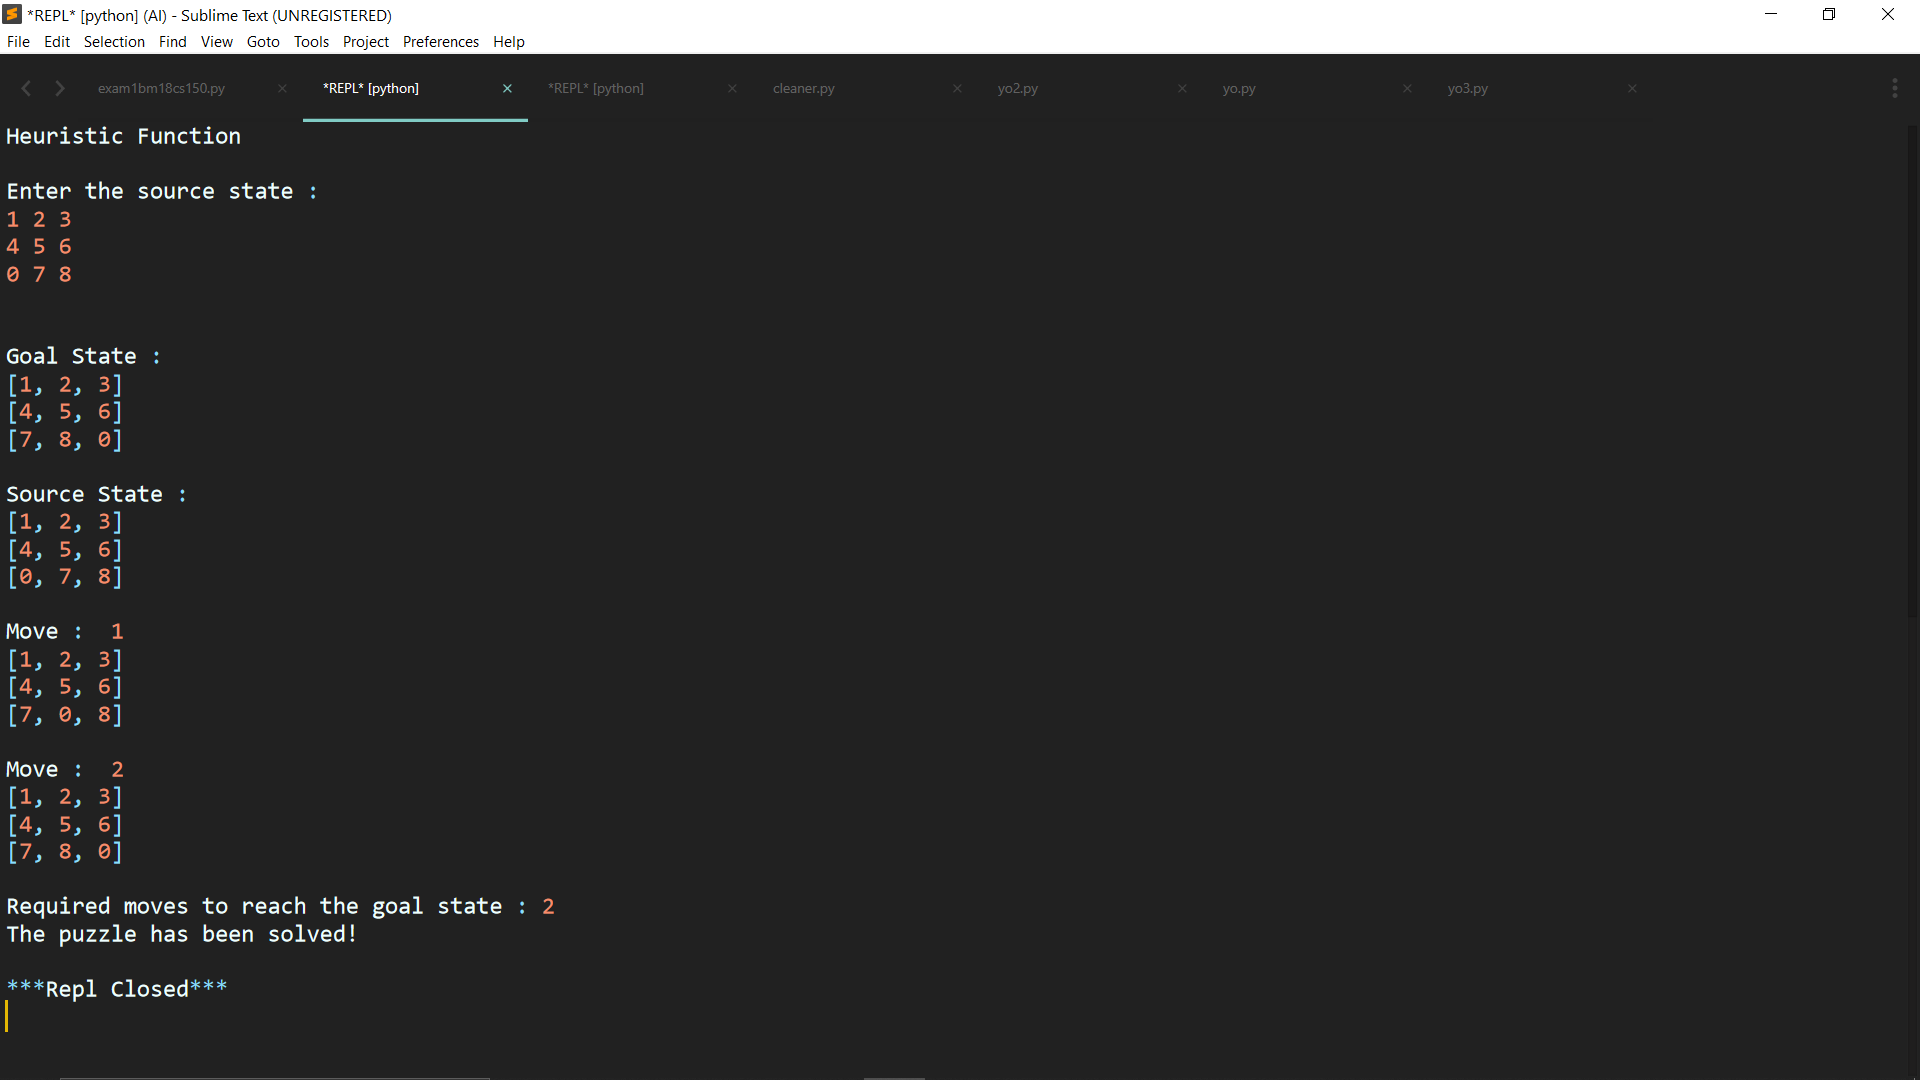 *REPL* [python] (AI) - Sublime Text (UNREGISTERED)
File Edit Selection Find View Goto Tools Project Preferences Help
exam1bm18cs150.py *REPL* [python] *REPL* [python] cleaner.py yo2.py yo.py yo3.py
Heuristic Function
Enter the source state :
1 2 3
4 5 6
0 7 8
Goal State :
[1, 2, 3]
[4, 5, 6]
[7, 8, 0]
Source State :
[1, 2, 3]
[4, 5, 6]
[0, 7, 8]
Move :  1
[1, 2, 3]
[4, 5, 6]
[7, 0, 8]
Move :  2
[1, 2, 3]
[4, 5, 6]
[7, 8, 0]
Required moves to reach the goal state : 2
The puzzle has been solved!
***Repl Closed***